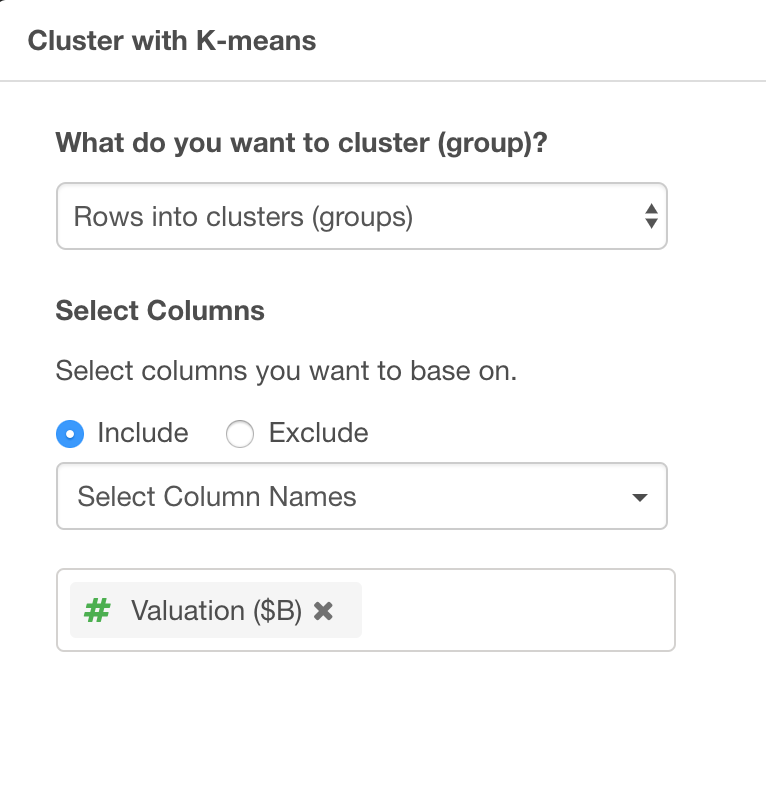 Cluster with K-means
What do you want to cluster (group)?
Rows into clusters (groups)
Select Columns
Select columns you want to base on.
Include Exclude
Select Column Names
# Valuation ($B) ✖